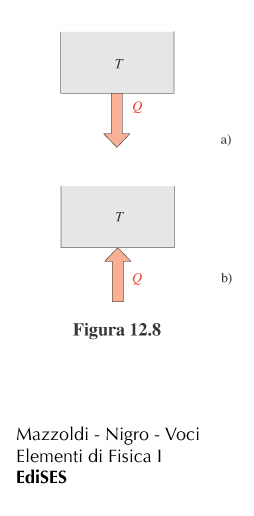 T
Q
a)
T
Q
b)
Figura 12.8
Mazzoldi - Nigro - Voci
Elementi di Fisica I
EdiSES